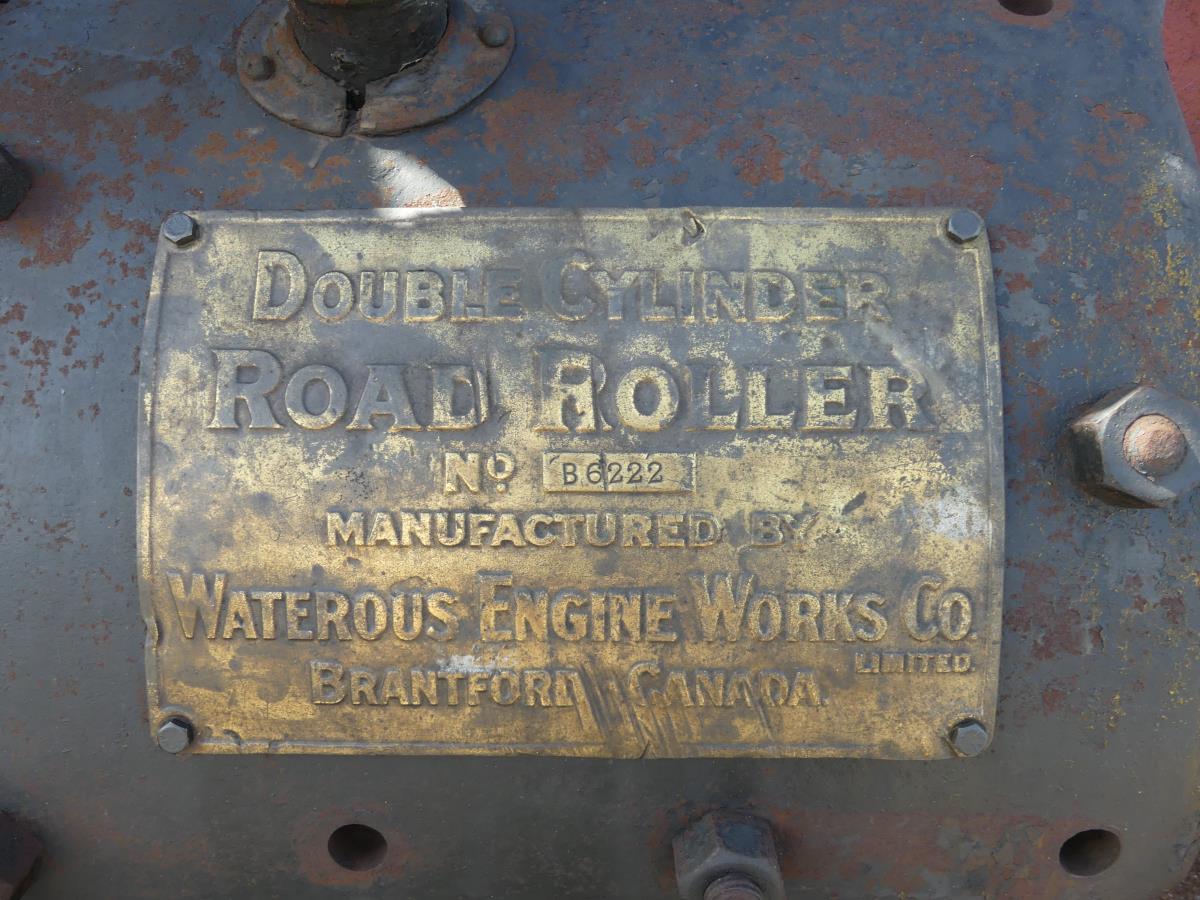 DOUBLE CYLINDER
ROAD ROLLER
No. B6222
MANUFACTURED BY
WATEROUS ENGINE WORKS CO.
LIMITED.
BRANTFORD, CANADA.